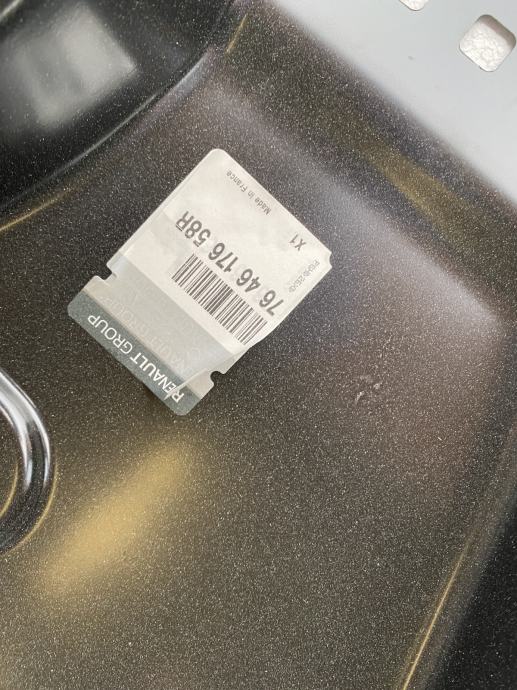 RENAULT GROUP
76 46 176 58R
X1
Made in France